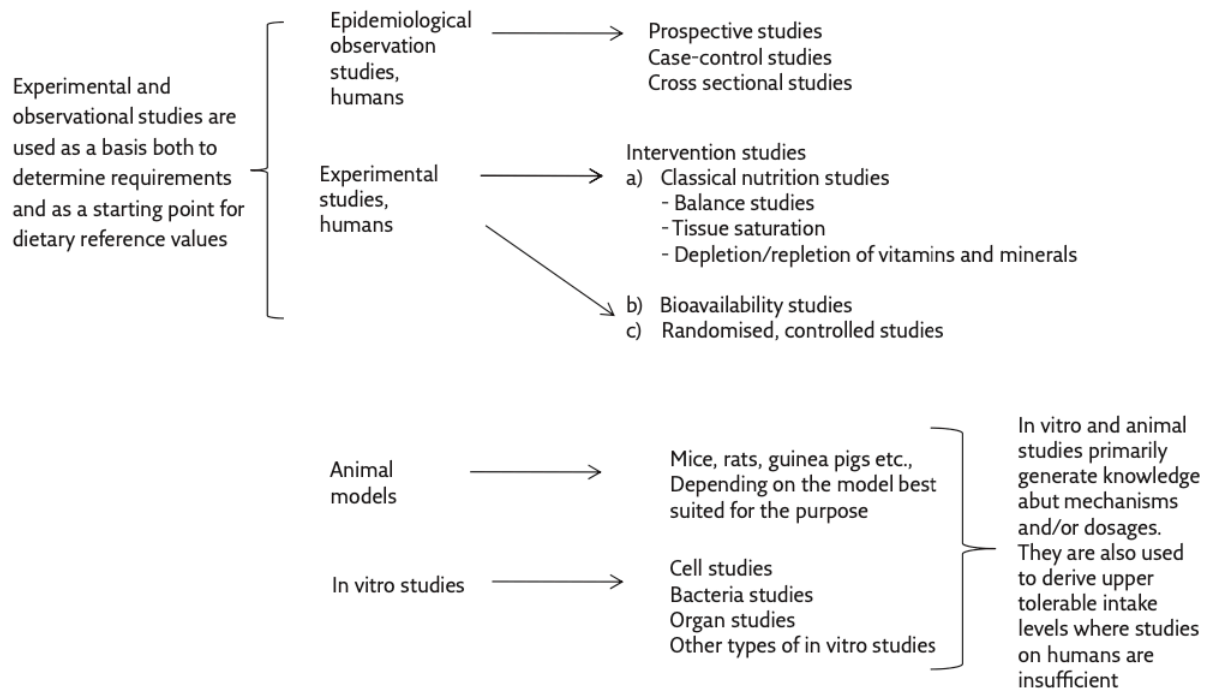 Experimental and
observational studies are
used as a basis both to
determine requirements
and as a starting point for
dietary reference values
Epidemiological
observation
studies,
humans
Prospective studies
Case-control studies
Cross sectional studies
Experimental
studies,
humans
Intervention studies
a) Classical nutrition studies
- Balance studies
- Tissue saturation
- Depletion/repletion of vitamins and minerals
b) Bioavailability studies
c) Randomised, controlled studies
Animal
models
Mice, rats, guinea pigs etc.,
Depending on the model best
suited for the purpose
In vitro studies
Cell studies
Bacteria studies
Organ studies
Other types of in vitro studies
In vitro and animal
studies primarily
generate knowledge
abut mechanisms
and/or dosages.
They are also used
to derive upper
tolerable intake
levels where studies
on humans are
insufficient